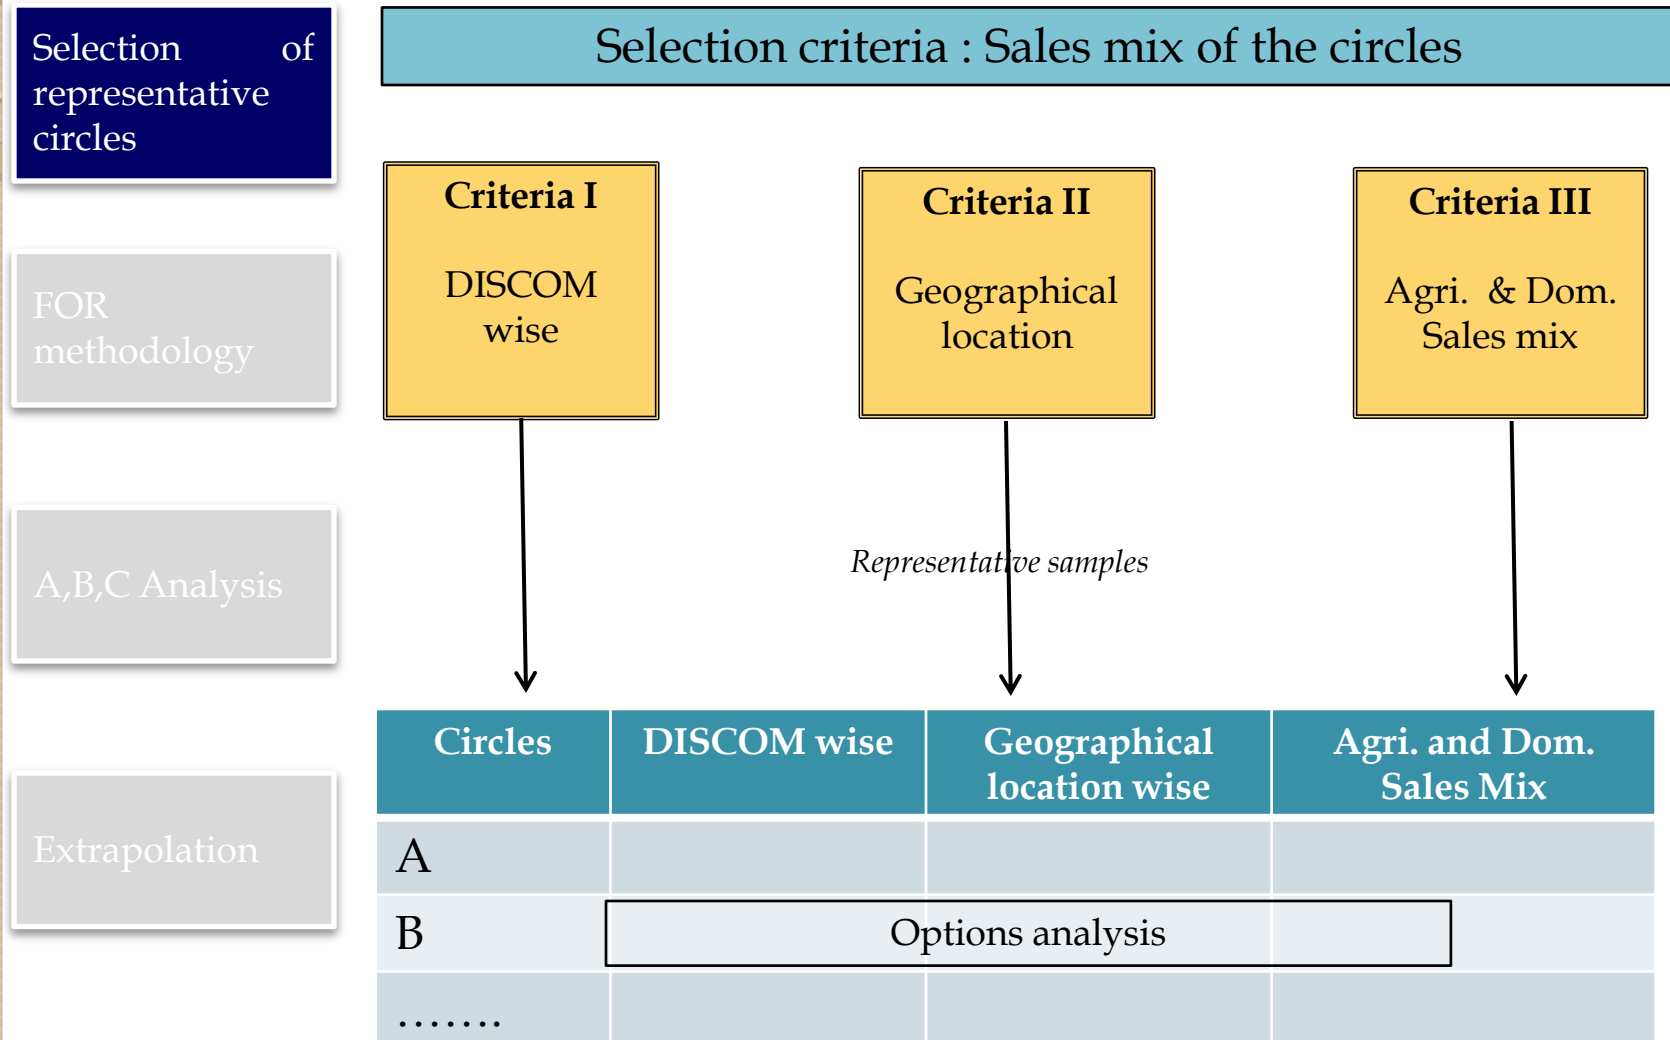 Selection of
representative
circles
FOR
methodology
A,B,C Analysis
Extrapolation
Selection criteria : Sales mix of the circles
Criteria I
DISCOM
wise
Criteria II
Geographical
location
Criteria III
Agri. & Dom.
Sales mix
Representative samples
Circles
DISCOM wise
Geographical
location wise
Agri. and Dom.
Sales Mix
A
B
Options analysis
.......